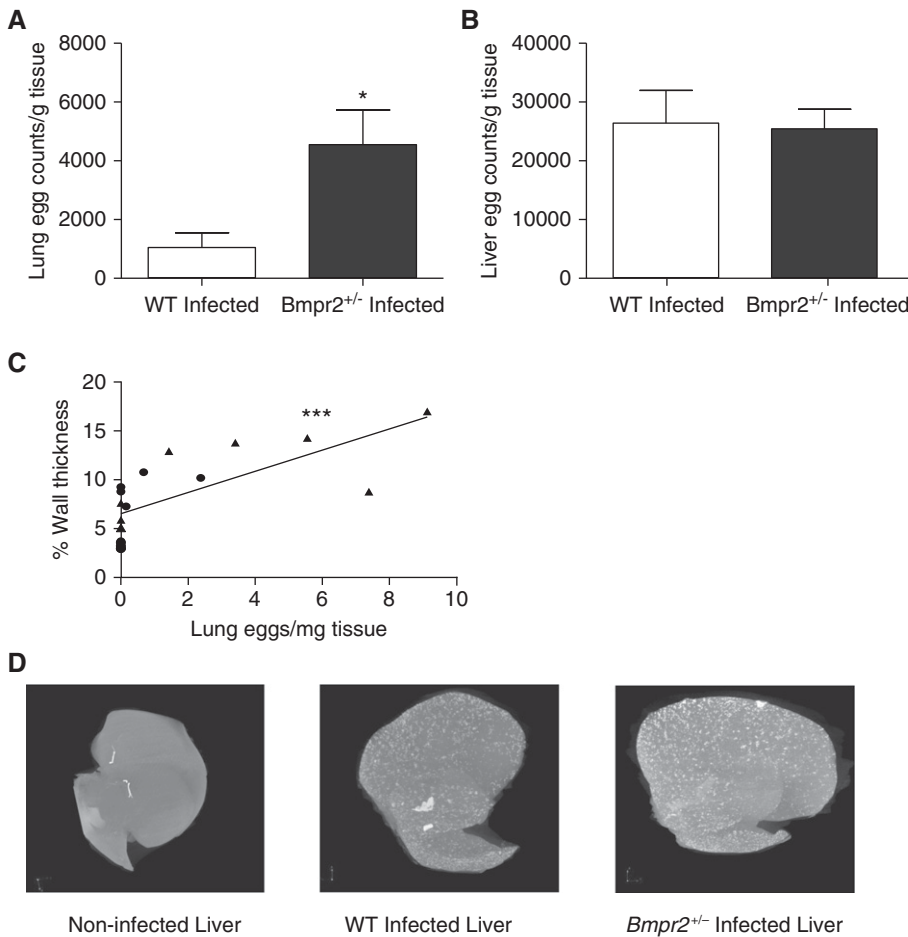 A
Lung egg counts/g tissue
8000
6000
4000
2000
0
*
WT Infected
Bmpr2+/- Infected
B
Liver egg counts/g tissue
40000
30000
20000
10000
0
WT Infected
Bmpr2+/- Infected
C
% Wall thickness
20
15
10
5
0
***
0 2 4 6 8 10
Lung eggs/mg tissue
D
Non-infected Liver
WT Infected Liver
Bmpr2+/– Infected Liver